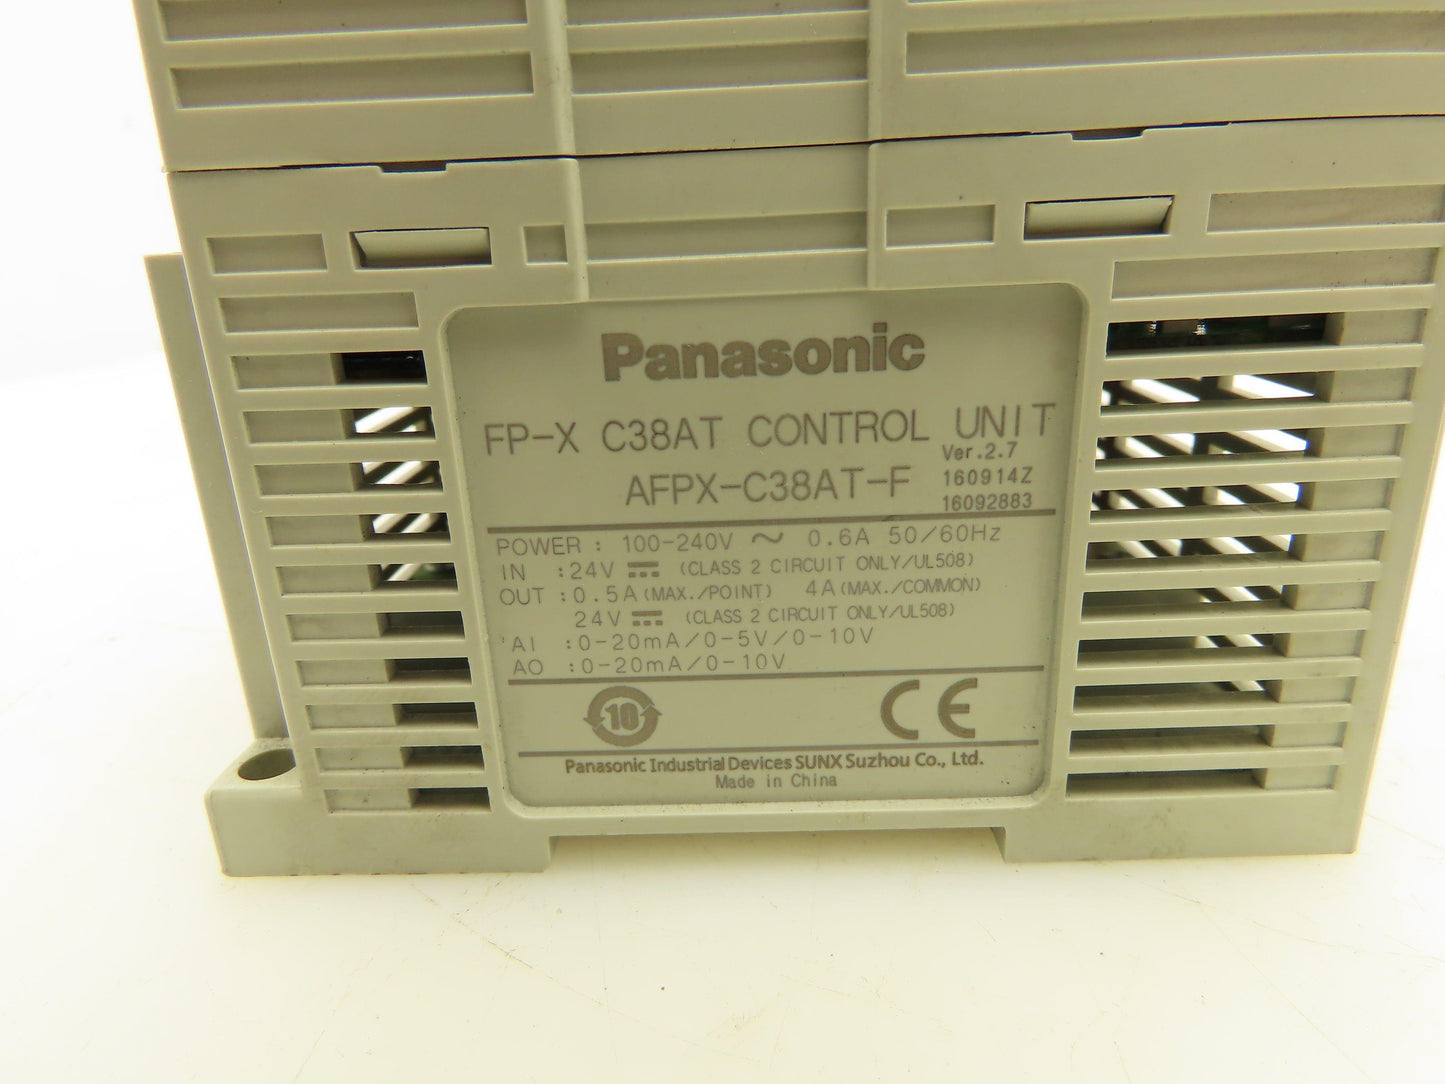 Panasonic
FP-X C38AT CONTROL UNIT
Ver.2.7
AFPX-C38AT-F 160914Z
16092883
POWER : 100-240V ~ 0.6A 50/60Hz
IN : 24V ⎓ (CLASS 2 CIRCUIT ONLY/UL508)
OUT : 0.5A (MAX./POINT) 4A (MAX./COMMON)
24V ⎓ (CLASS 2 CIRCUIT ONLY/UL508)
AI : 0-20mA/0-5V/0-10V
AO : 0-20mA/0-10V
10 CE
Panasonic Industrial Devices SUNX Suzhou Co., Ltd.
Made in China